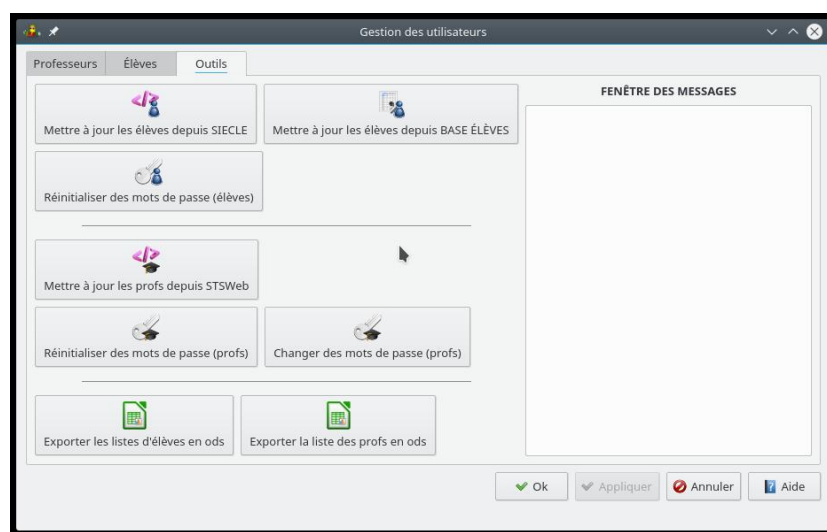 Gestion des utilisateurs
Professeurs Élèves Outils
FENÊTRE DES MESSAGES
Mettre à jour les élèves depuis SIECLE Mettre à jour les élèves depuis BASE ÉLÈVES
Réinitialiser des mots de passe (élèves)
Mettre à jour les profs depuis STSWeb
Réinitialiser des mots de passe (profs) Changer des mots de passe (profs)
Exporter les listes d'élèves en ods Exporter la liste des profs en ods
Ok Appliquer Annuler Aide